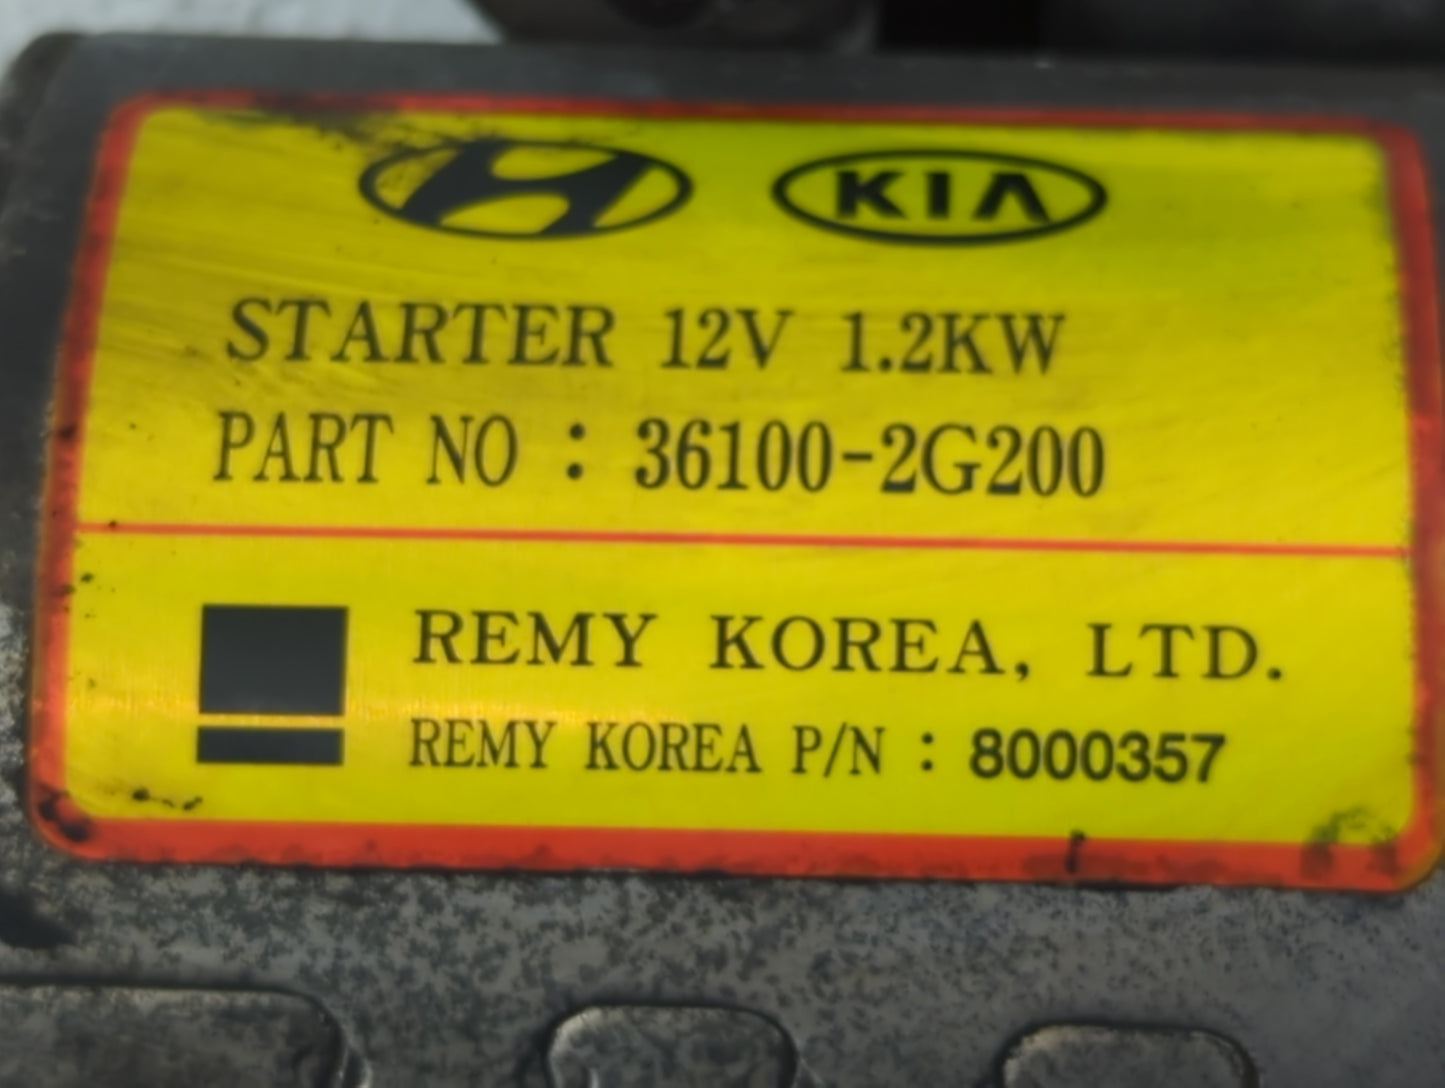 KIA
STARTER 12V 1.2KW
PART NO : 36100-2G200
REMY KOREA, LTD.
REMY KOREA P/N : 8000357